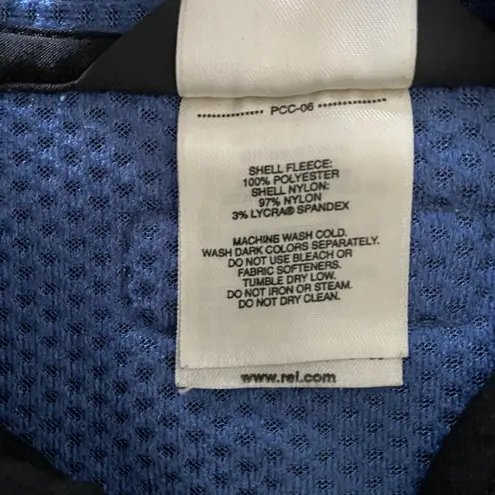 PCC-06
SHELL FLEECE:
100% POLYESTER
SHELL NYLON:
97% NYLON
3% LYCRA® SPANDEX
MACHINE WASH COLD.
WASH DARK COLORS SEPARATELY.
DO NOT USE BLEACH OR
FABRIC SOFTENERS.
TUMBLE DRY LOW.
DO NOT IRON OR STEAM.
DO NOT DRY CLEAN.
www.rei.com